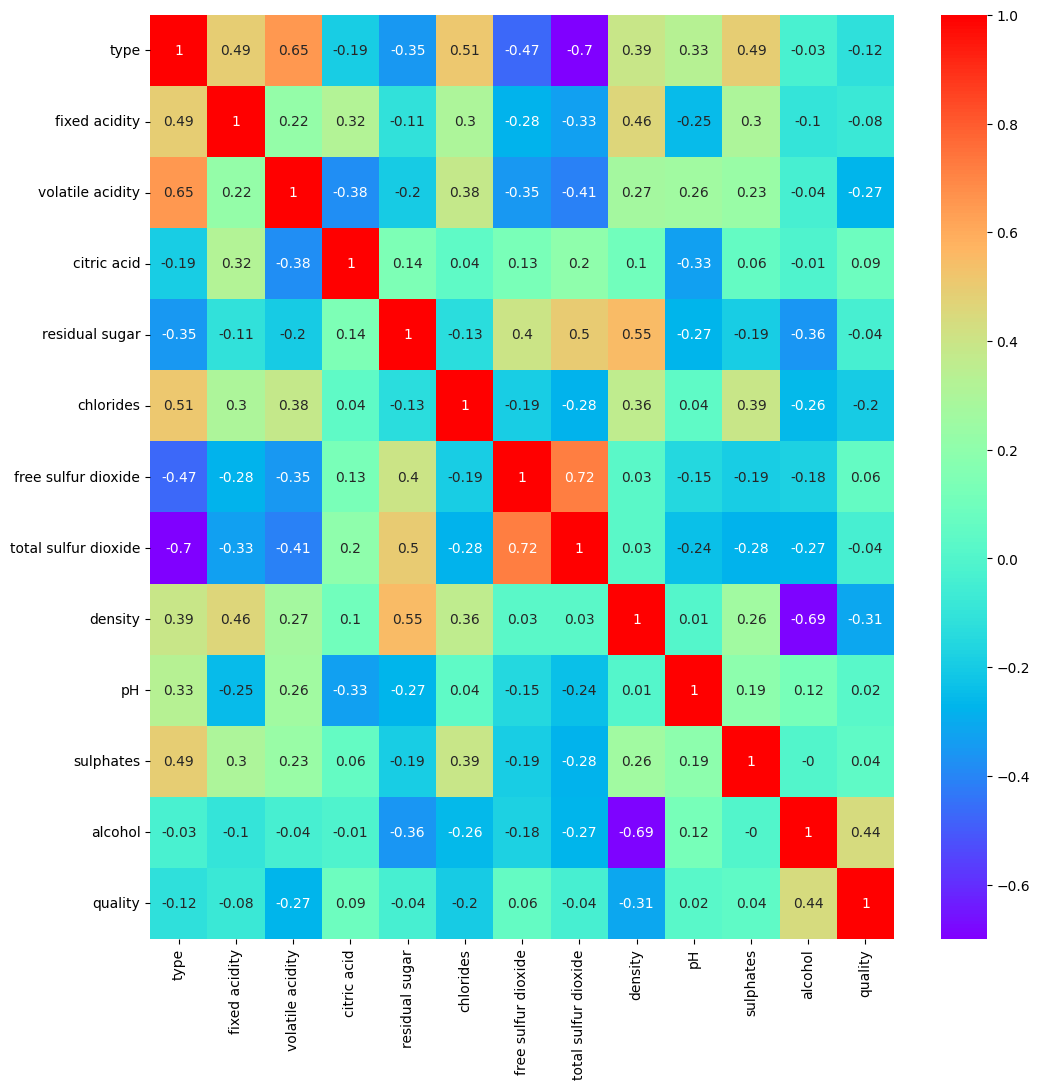 type 1 0.49 0.65 -0.19 -0.35 0.51 -0.47 -0.7 0.39 0.33 0.49 -0.03 -0.12
fixed acidity 0.49 1 0.22 0.32 -0.11 0.3 -0.28 -0.33 0.46 -0.25 0.3 -0.1 -0.08
volatile acidity 0.65 0.22 1 -0.38 -0.2 0.38 -0.35 -0.41 0.27 0.26 0.23 -0.04 -0.27
citric acid -0.19 0.32 -0.38 1 0.14 0.04 0.13 0.2 0.1 -0.33 0.06 -0.01 0.09
residual sugar -0.35 -0.11 -0.2 0.14 1 -0.13 0.4 0.5 0.55 -0.27 -0.19 -0.36 -0.04
chlorides 0.51 0.3 0.38 0.04 -0.13 1 -0.19 -0.28 0.36 0.04 0.39 -0.26 -0.2
free sulfur dioxide -0.47 -0.28 -0.35 0.13 0.4 -0.19 1 0.72 0.03 -0.15 -0.19 -0.18 0.06
total sulfur dioxide -0.7 -0.33 -0.41 0.2 0.5 -0.28 0.72 1 0.03 -0.24 -0.28 -0.27 -0.04
density 0.39 0.46 0.27 0.1 0.55 0.36 0.03 0.03 1 0.01 0.26 -0.69 -0.31
pH 0.33 -0.25 0.26 -0.33 -0.27 0.04 -0.15 -0.24 0.01 1 0.19 0.12 0.02
sulphates 0.49 0.3 0.23 0.06 -0.19 0.39 -0.19 -0.28 0.26 0.19 1 -0 0.04
alcohol -0.03 -0.1 -0.04 -0.01 -0.36 -0.26 -0.18 -0.27 -0.69 0.12 -0 1 0.44
quality -0.12 -0.08 -0.27 0.09 -0.04 -0.2 0.06 -0.04 -0.31 0.02 0.04 0.44 1
type
fixed acidity
volatile acidity
citric acid
residual sugar
chlorides
free sulfur dioxide
total sulfur dioxide
density
pH
sulphates
alcohol
quality
1.0
0.8
0.6
0.4
0.2
0.0
−0.2
−0.4
−0.6